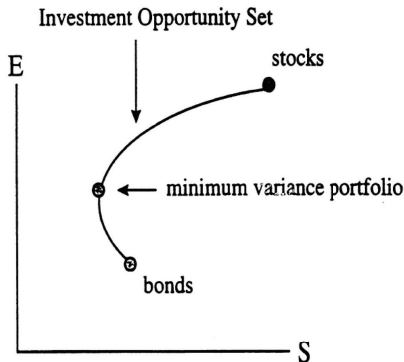 Investment Opportunity Set
E
stocks
minimum variance portfolio
bonds
S